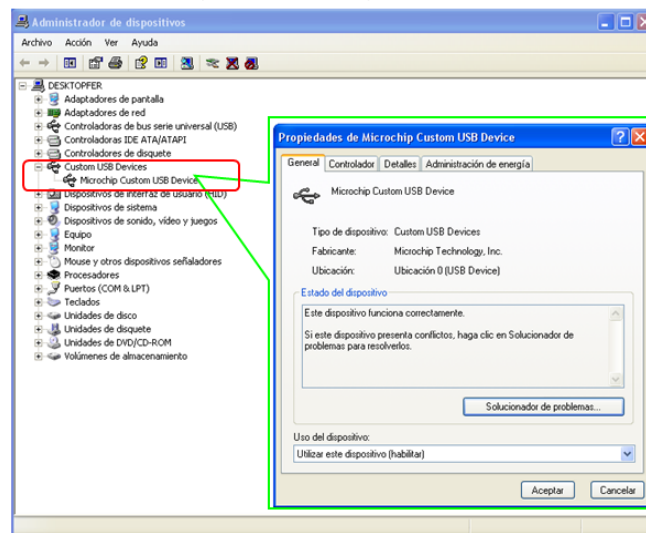 Administrador de dispositivos
Archivo Acción Ver Ayuda
DESKTOPFER
Adaptadores de pantalla
Adaptadores de red
Controladoras de bus serie universal (USB)
Controladoras IDE ATA/ATAPI
Controladores de disquete
Custom USB Devices
Microchip Custom USB Device
Dispositivos de interfaz de usuario (HID)
Dispositivos de sistema
Dispositivos de sonido, vídeo y juegos
Equipo
Monitor
Mouse y otros dispositivos señaladores
Procesadores
Puertos (COM & LPT)
Teclados
Unidades de disco
Unidades de disquete
Unidades de DVD/CD-ROM
Volúmenes de almacenamiento
Propiedades de Microchip Custom USB Device
General Controlador Detalles Administración de energía
Microchip Custom USB Device
Tipo de dispositivo: Custom USB Devices
Fabricante: Microchip Technology, Inc.
Ubicación: Ubicación 0 (USB Device)
Estado del dispositivo
Este dispositivo funciona correctamente.
Si este dispositivo presenta conflictos, haga clic en Solucionador de
problemas para resolverlos.
Solucionador de problemas...
Uso del dispositivo:
Utilizar este dispositivo (habilitar)
Aceptar Cancelar